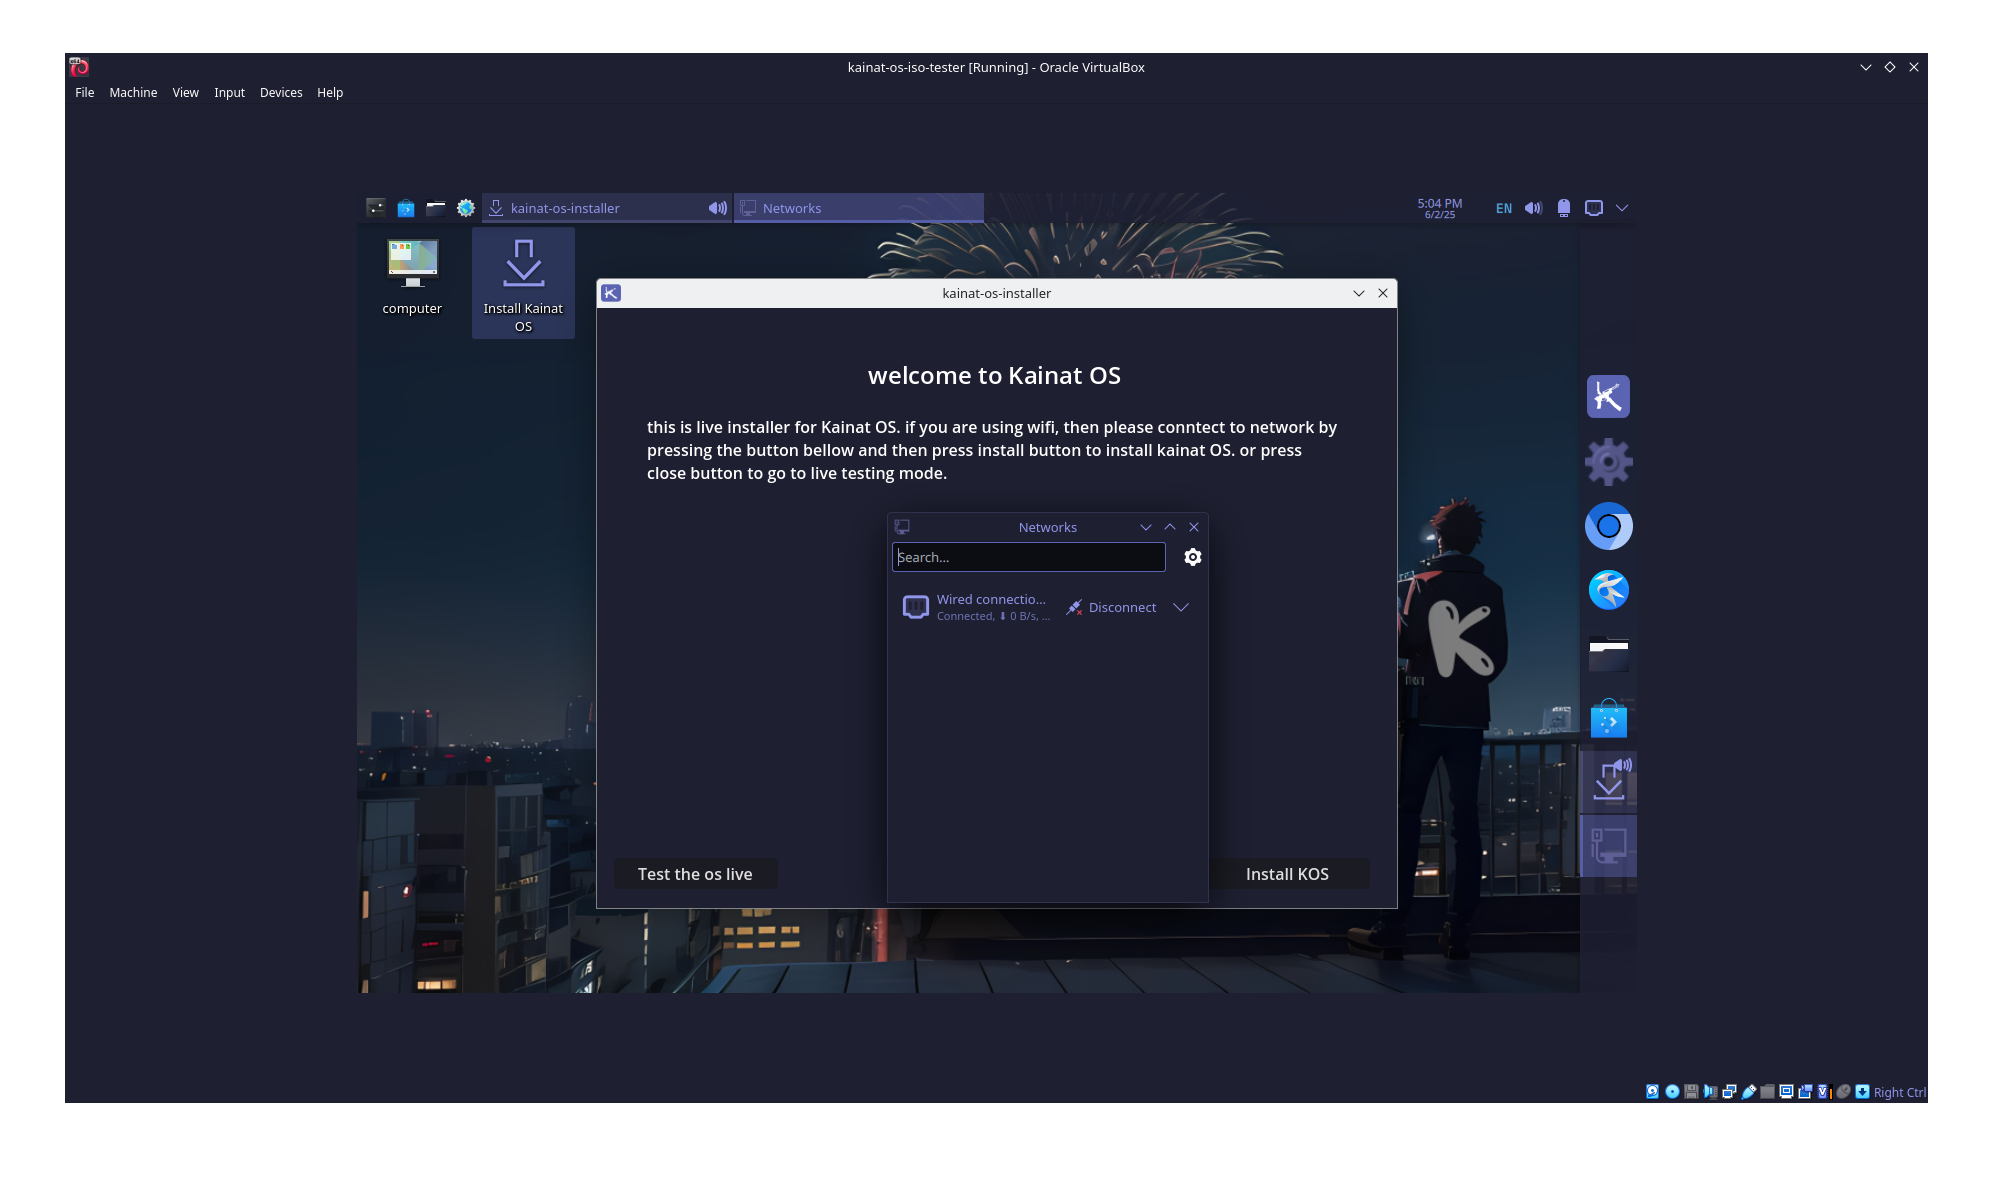 kainat-os-iso-tester [Running] - Oracle VirtualBox
File Machine View Input Devices Help
kainat-os-installer
Networks
5:04 PM
6/2/25
EN
computer
Install Kainat
OS
kainat-os-installer
welcome to Kainat OS
this is live installer for Kainat OS. if you are using wifi, then please conntect to network by
pressing the button bellow and then press install button to install kainat OS. or press
close button to go to live testing mode.
Networks
Search...
Wired connectio...
Connected, ⬇ 0 B/s, ...
Disconnect
Test the os live
Install KOS
Right Ctrl